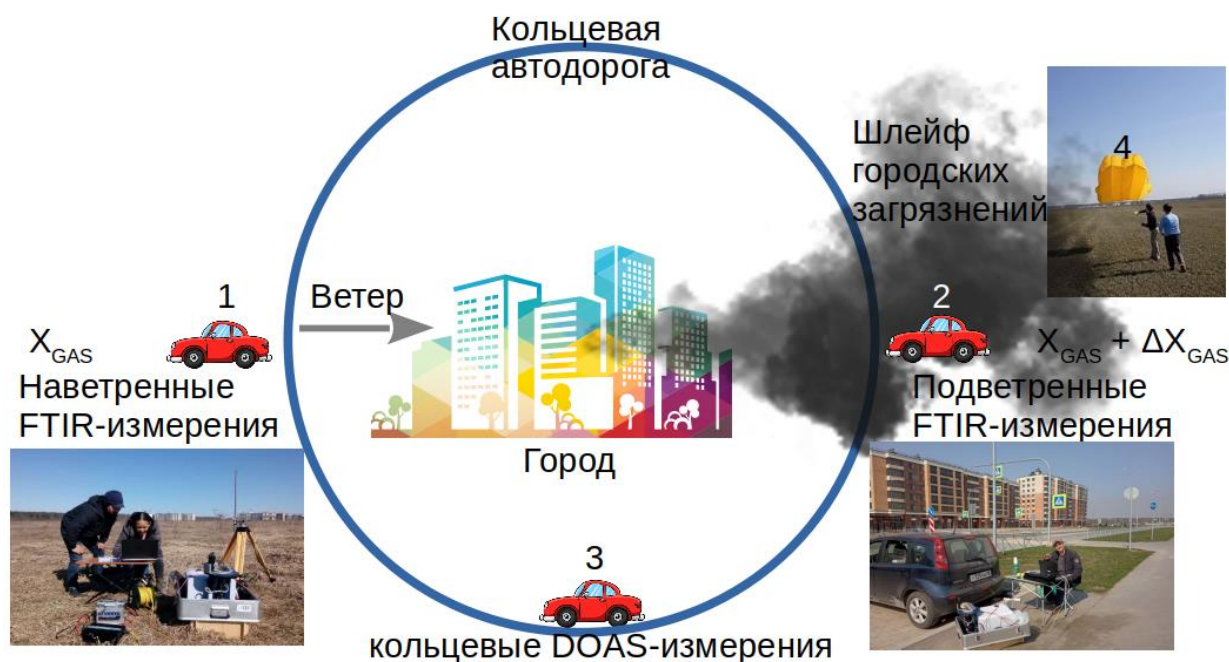 Кольцевая
автодорога
Шлейф
городских
загрязнений
4
1
Ветер
2
X_GAS
X_GAS + ΔX_GAS
Наветренные
FTIR-измерения
Подветренные
FTIR-измерения
Город
3
кольцевые DOAS-измерения